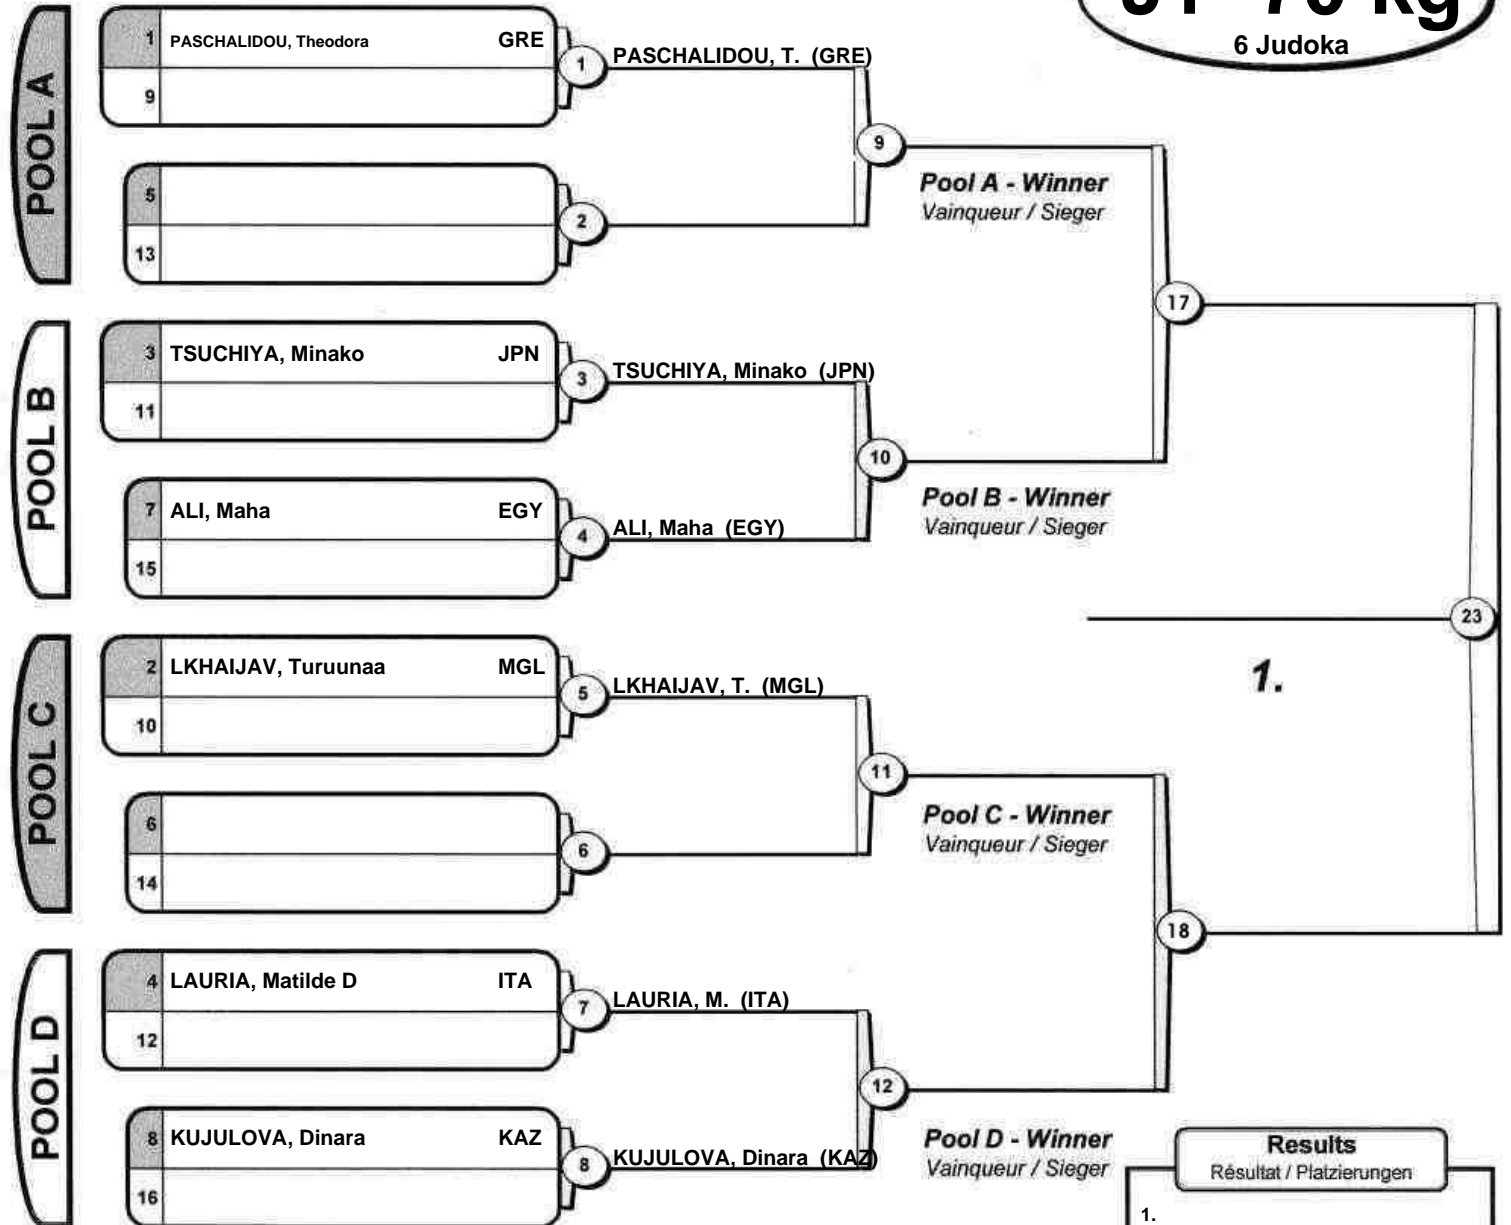 6 Judoka
POOL A
1 PASCHALIDOU, Theodora GRE
9
1
PASCHALIDOU, T. (GRE)
5
13
2
9
Pool A - Winner
Vainqueur / Sieger
17
POOL B
3 TSUCHIYA, Minako JPN
11
3
TSUCHIYA, Minako (JPN)
7 ALI, Maha EGY
15
4
ALI, Maha (EGY)
10
Pool B - Winner
Vainqueur / Sieger
23
1.
POOL C
2 LKHAIJAV, Turuunaa MGL
10
5
LKHAIJAV, T. (MGL)
6
14
6
11
Pool C - Winner
Vainqueur / Sieger
18
POOL D
4 LAURIA, Matilde D ITA
12
7
LAURIA, M. (ITA)
8 KUJULOVA, Dinara KAZ
16
8
KUJULOVA, Dinara (KAZ)
12
Pool D - Winner
Vainqueur / Sieger
Results
Résultat / Platzierungen
1.